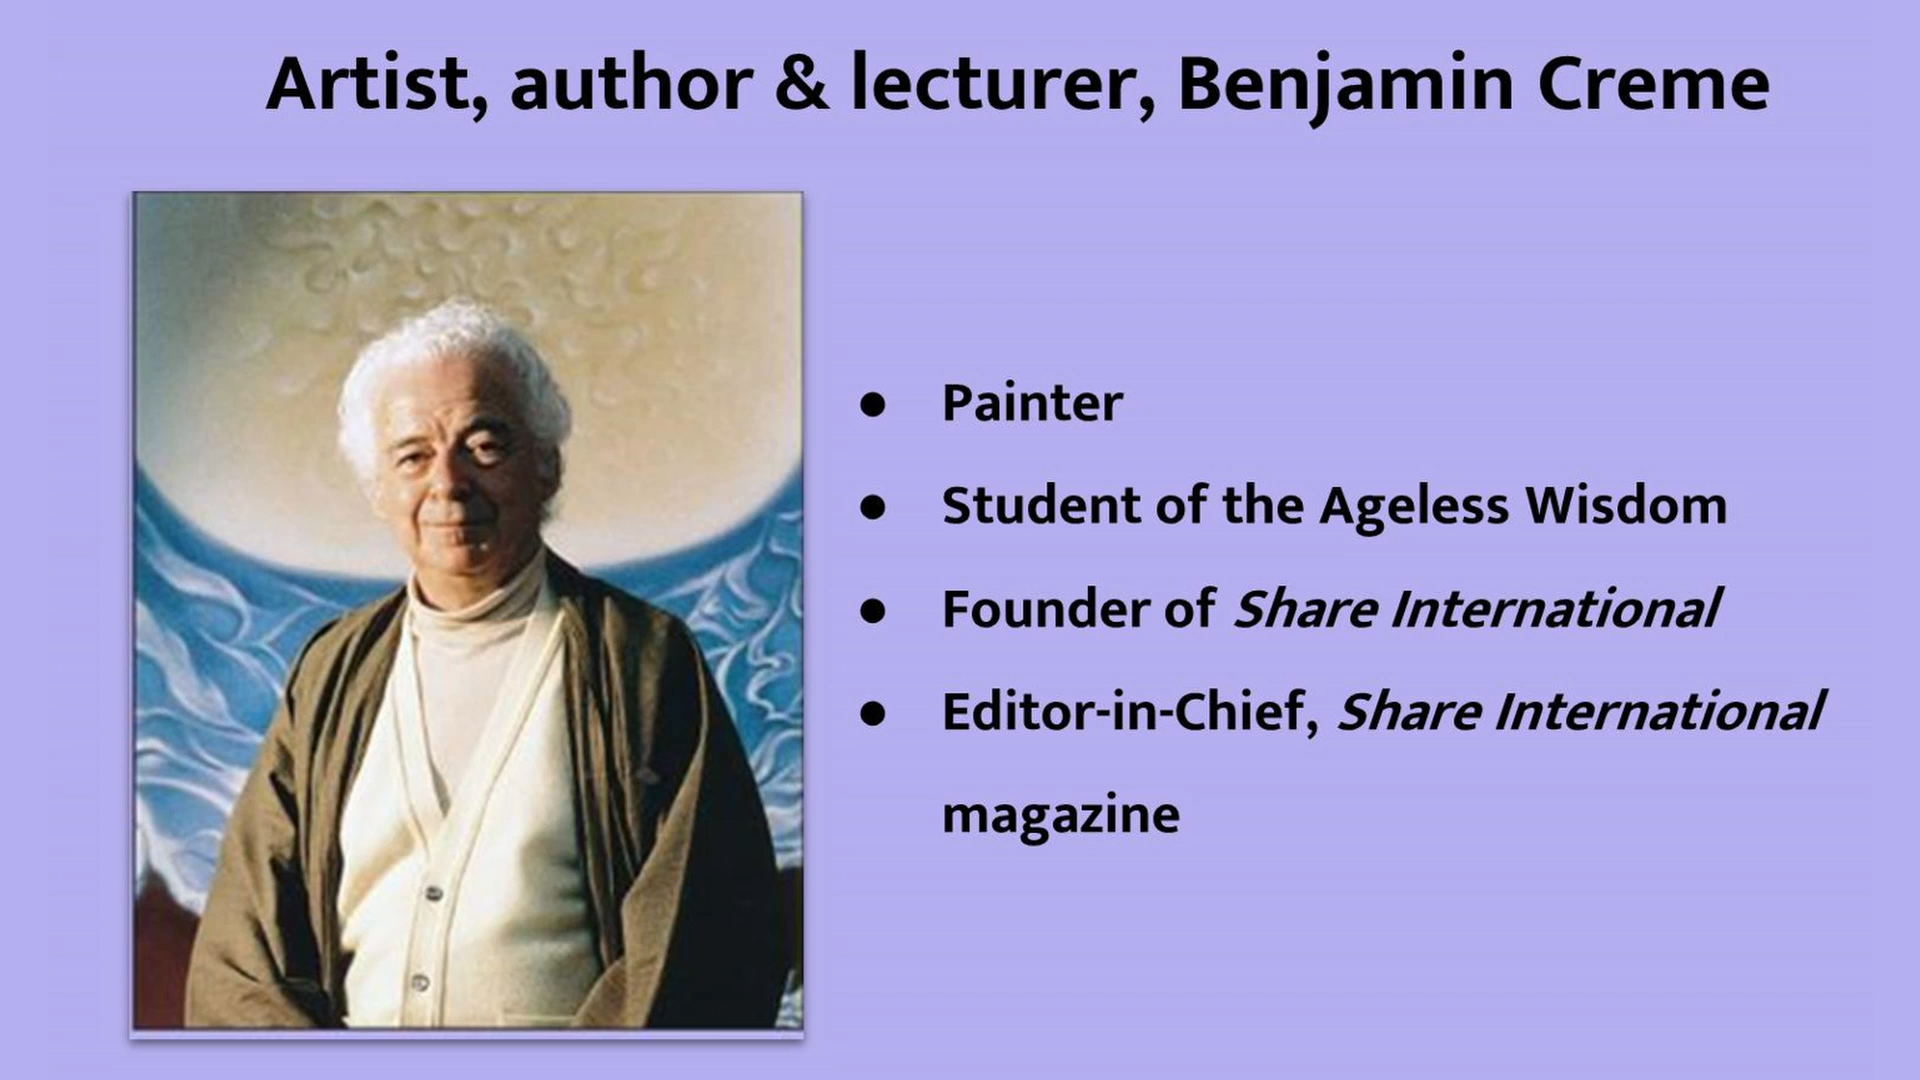 Artist, author & lecturer, Benjamin Creme
● Painter
● Student of the Ageless Wisdom
● Founder of Share International
● Editor-in-Chief, Share International
magazine